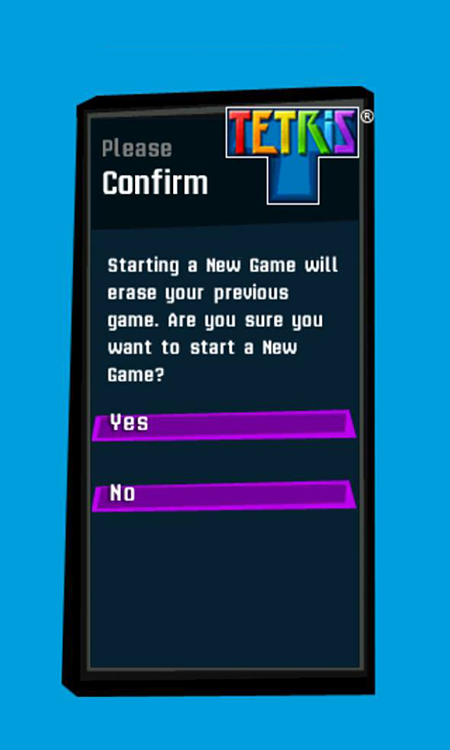 TETRiS®
Please
Confirm
Starting a New Game will
erase your previous
game. Are you sure you
want to start a New
Game?
Yes
No